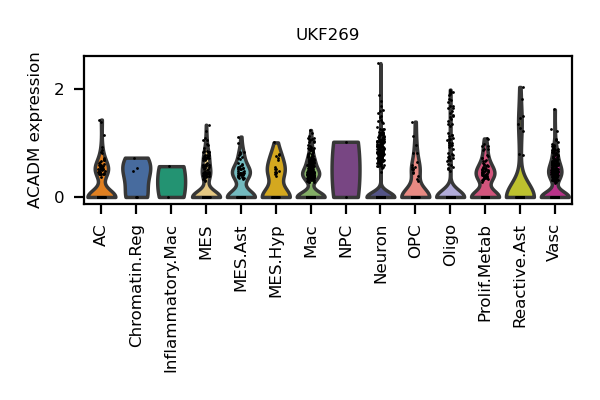 UKF269
ACADM expression
2
0
AC
Chromatin.Reg
Inflammatory.Mac
MES
MES.Ast
MES.Hyp
Mac
NPC
Neuron
OPC
Oligo
Prolif.Metab
Reactive.Ast
Vasc